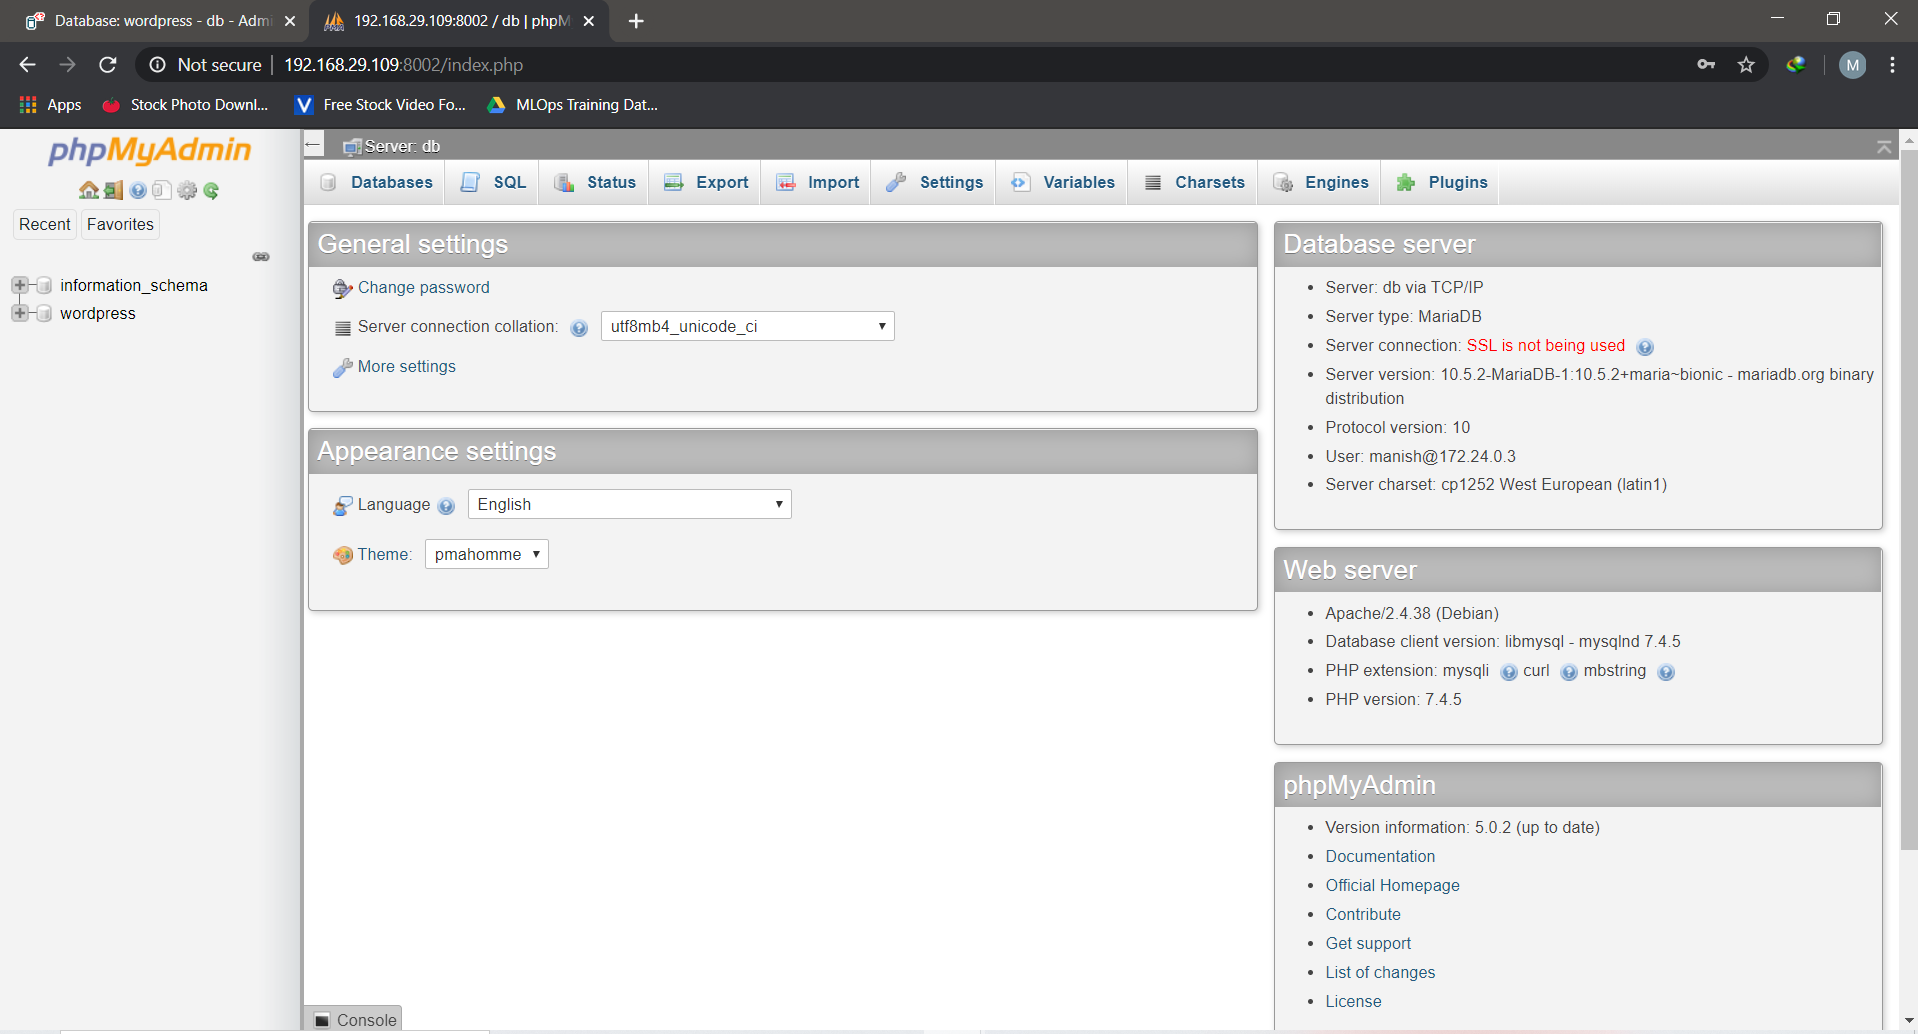 Database: wordpress - db - Admi
192.168.29.109:8002 / db | phpM
Not secure
192.168.29.109:8002/index.php
M
Apps
Stock Photo Downl...
Free Stock Video Fo...
MLOps Training Dat...
phpMyAdmin
Recent
Favorites
information_schema
wordpress
Server: db
Databases
SQL
Status
Export
Import
Settings
Variables
Charsets
Engines
Plugins
General settings
Change password
Server connection collation:
utf8mb4_unicode_ci
More settings
Appearance settings
Language
English
Theme:
pmahomme
Database server
Server: db via TCP/IP
Server type: MariaDB
Server connection: SSL is not being used
Server version: 10.5.2-MariaDB-1:10.5.2+maria~bionic - mariadb.org binary
distribution
Protocol version: 10
User: manish@172.24.0.3
Server charset: cp1252 West European (latin1)
Web server
Apache/2.4.38 (Debian)
Database client version: libmysql - mysqlnd 7.4.5
PHP extension: mysqli curl mbstring
PHP version: 7.4.5
phpMyAdmin
Version information: 5.0.2 (up to date)
Documentation
Official Homepage
Contribute
Get support
List of changes
License
Console